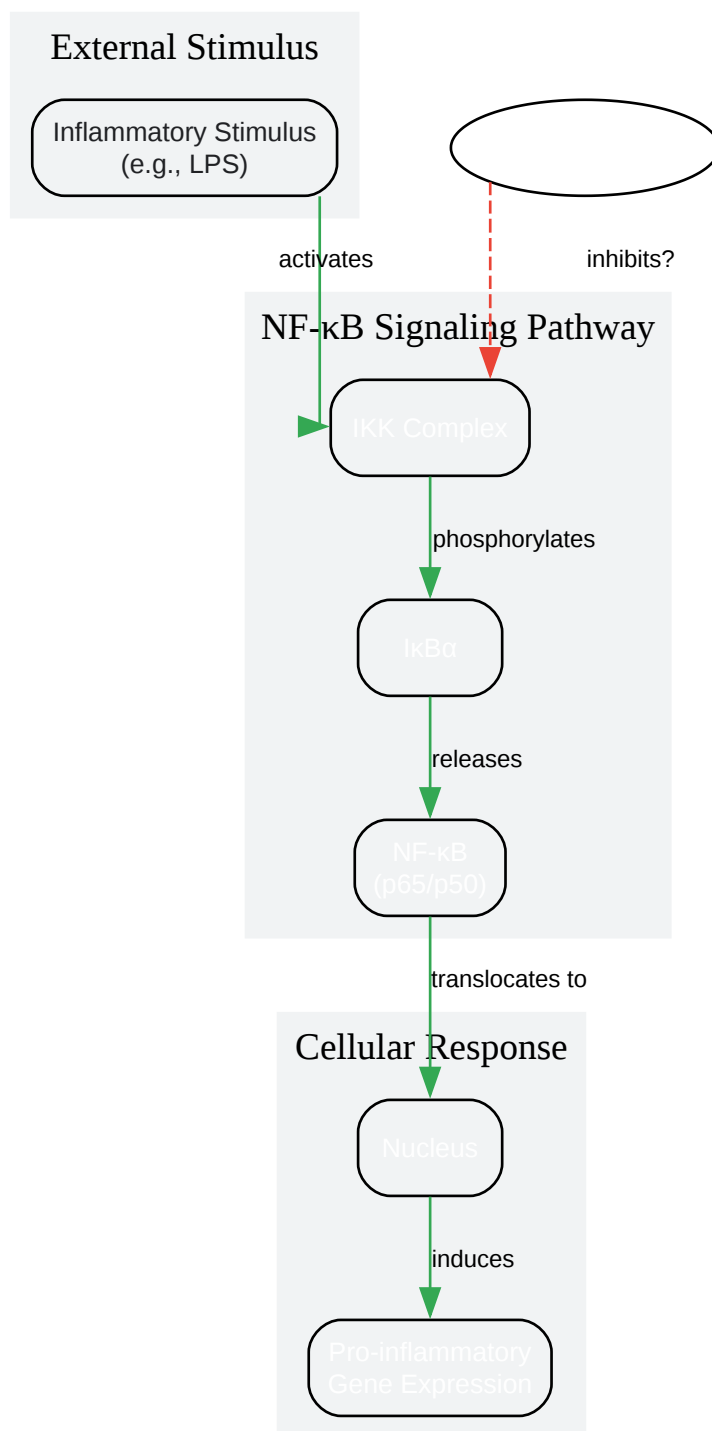 External Stimulus
Inflammatory Stimulus
(e.g., LPS)
activates
inhibits?
NF-κB Signaling Pathway
IKK Complex
phosphorylates
IκBα
releases
NF-κB
(p65/p50)
translocates to
Cellular Response
Nucleus
induces
Pro-inflammatory
Gene Expression